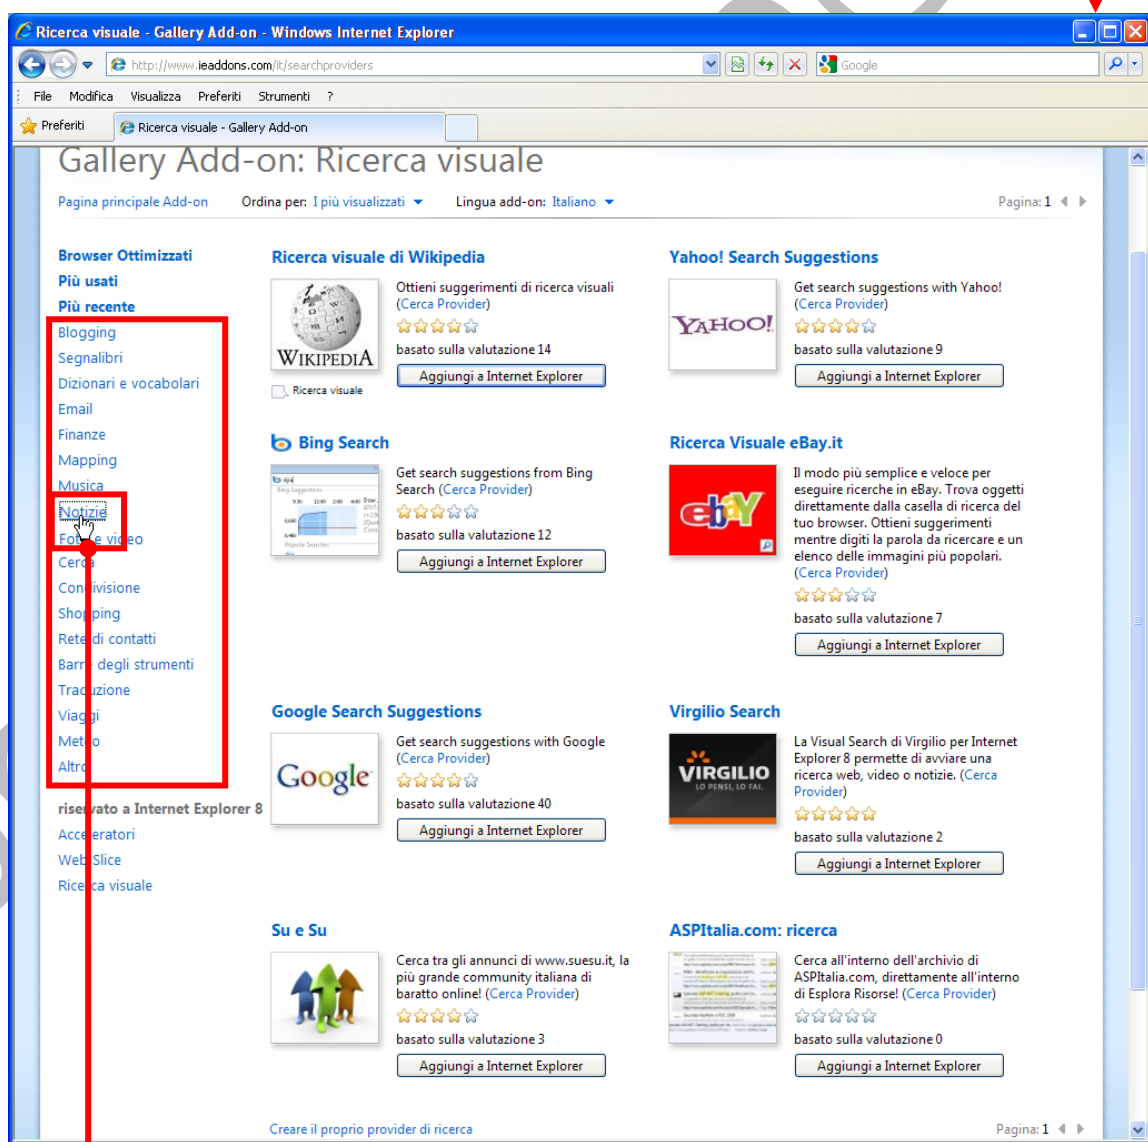 Ricerca visuale - Gallery Add-on - Windows Internet Explorer
http://www.ieaddons.com/it/searchproviders
Google
File Modifica Visualizza Preferiti Strumenti ?
Preferiti
Ricerca visuale - Gallery Add-on
Gallery Add-on: Ricerca visuale
Pagina principale Add-on Ordina per: I più visualizzati Lingua add-on: Italiano Pagina: 1
Browser Ottimizzati
Più usati
Più recente
Blogging
Segnalibri
Dizionari e vocabolari
Email
Finanze
Mapping
Musica
Notizie
Foto e video
Cerca
Condivisione
Shopping
Rete di contatti
Barre degli strumenti
Traduzione
Viaggi
Meteo
Altro
riservato a Internet Explorer 8
Acceleratori
Web Slice
Ricerca visuale
Ricerca visuale di Wikipedia
WIKIPEDIA
Ricerca visuale
Ottieni suggerimenti di ricerca visuali
(Cerca Provider)
basato sulla valutazione 14
Aggiungi a Internet Explorer
Yahoo! Search Suggestions
YAHOO!
Get search suggestions with Yahoo!
(Cerca Provider)
basato sulla valutazione 9
Aggiungi a Internet Explorer
Bing Search
Get search suggestions from Bing
Search (Cerca Provider)
basato sulla valutazione 12
Aggiungi a Internet Explorer
Ricerca Visuale eBay.it
ebY
Il modo più semplice e veloce per
eseguire ricerche in eBay. Trova oggetti
direttamente dalla casella di ricerca del
tuo browser. Ottieni suggerimenti
mentre digiti la parola da ricercare e un
elenco delle immagini più popolari.
(Cerca Provider)
basato sulla valutazione 7
Aggiungi a Internet Explorer
Google Search Suggestions
Google
Get search suggestions with Google
(Cerca Provider)
basato sulla valutazione 40
Aggiungi a Internet Explorer
Virgilio Search
VIRGILIO
LO PENSI, LO FAI.
La Visual Search di Virgilio per Internet
Explorer 8 permette di avviare una
ricerca web, video o notizie. (Cerca
Provider)
basato sulla valutazione 2
Aggiungi a Internet Explorer
Su e Su
Cerca tra gli annunci di www.suesu.it, la
più grande community italiana di
baratto online! (Cerca Provider)
basato sulla valutazione 3
Aggiungi a Internet Explorer
ASPItalia.com: ricerca
Cerca all'interno dell'archivio di
ASPItalia.com, direttamente all'interno
di Esplora Risorse! (Cerca Provider)
basato sulla valutazione 0
Aggiungi a Internet Explorer
Creare il proprio provider di ricerca
Pagina: 1